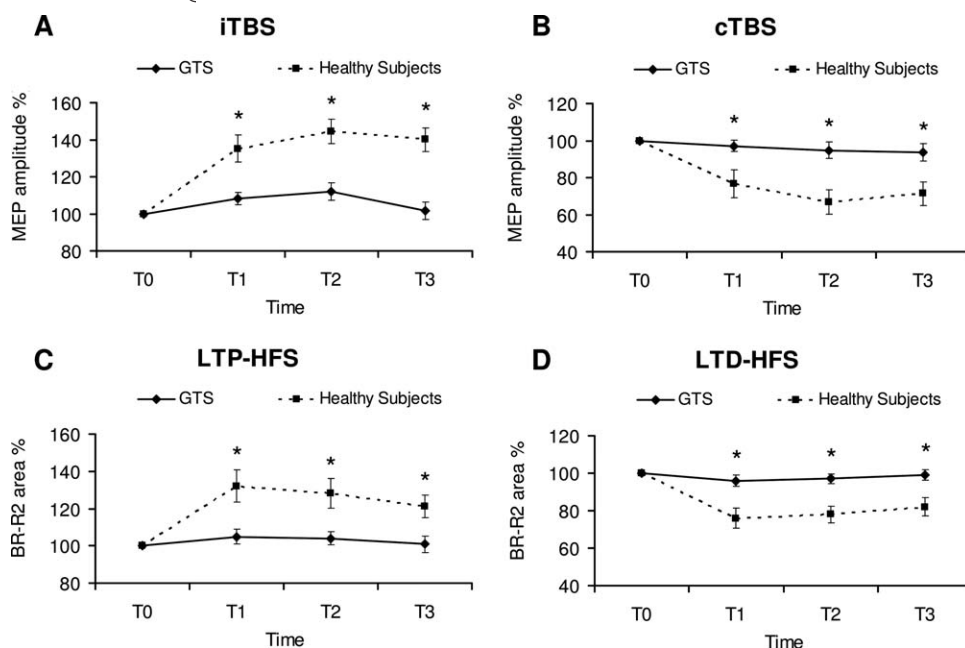 A iTBS
GTS Healthy Subjects
MEP amplitude %
160
140
120
100
80
* * *
T0 T1 T2 T3
Time
B cTBS
GTS Healthy Subjects
MEP amplitude %
120
100
80
60
40
* * *
T0 T1 T2 T3
Time
C LTP-HFS
GTS Healthy Subjects
BR-R2 area %
160
140
120
100
80
* * *
T0 T1 T2 T3
Time
D LTD-HFS
GTS Healthy Subjects
BR-R2 area %
120
100
80
60
40
* * *
T0 T1 T2 T3
Time